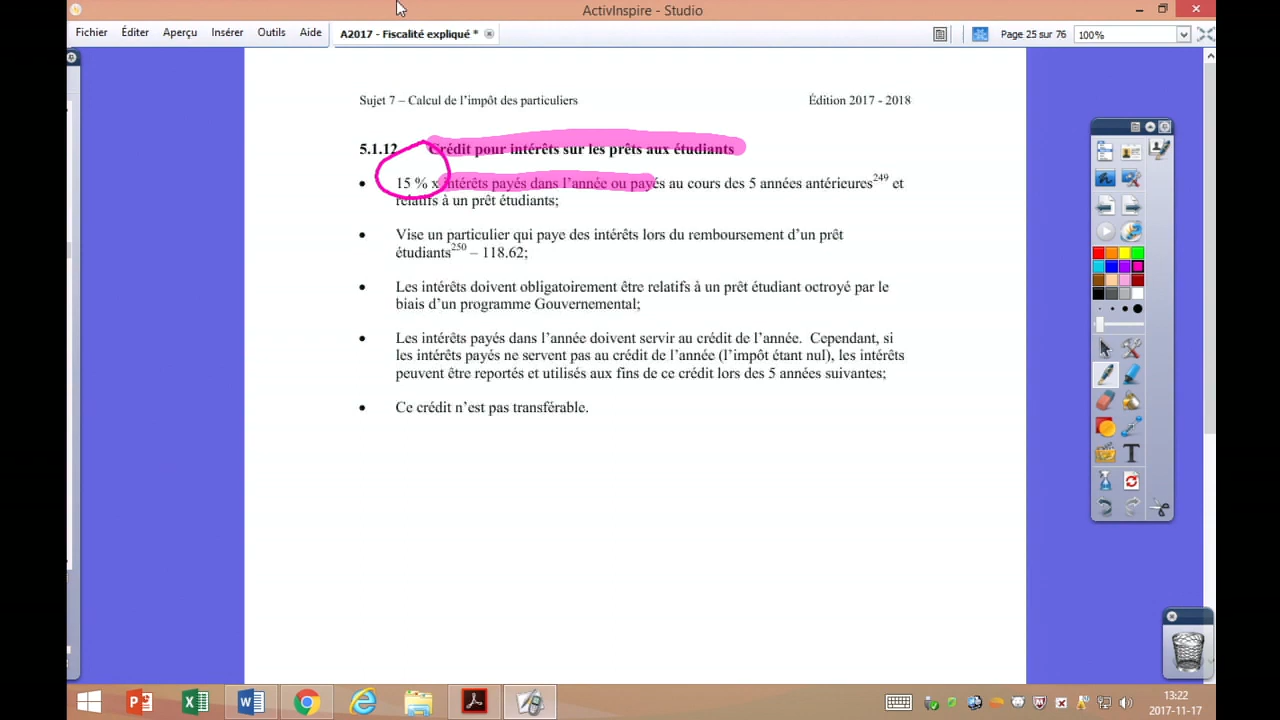 ActivInspire - Studio
Fichier Éditer Aperçu Insérer Outils Aide A2017 - Fiscalité expliqué * Page 25 sur 76 100%
Sujet 7 – Calcul de l'impôt des particuliers Édition 2017 - 2018
5.1.12 Crédit pour intérêts sur les prêts aux étudiants
• 15 % x intérêts payés dans l'année ou payés au cours des 5 années antérieures249 et
relatifs à un prêt étudiants;
• Vise un particulier qui paye des intérêts lors du remboursement d'un prêt
étudiants250 – 118.62;
• Les intérêts doivent obligatoirement être relatifs à un prêt étudiant octroyé par le
biais d'un programme Gouvernemental;
• Les intérêts payés dans l'année doivent servir au crédit de l'année. Cependant, si
les intérêts payés ne servent pas au crédit de l'année (l'impôt étant nul), les intérêts
peuvent être reportés et utilisés aux fins de ce crédit lors des 5 années suivantes;
• Ce crédit n'est pas transférable.
13:22
2017-11-17